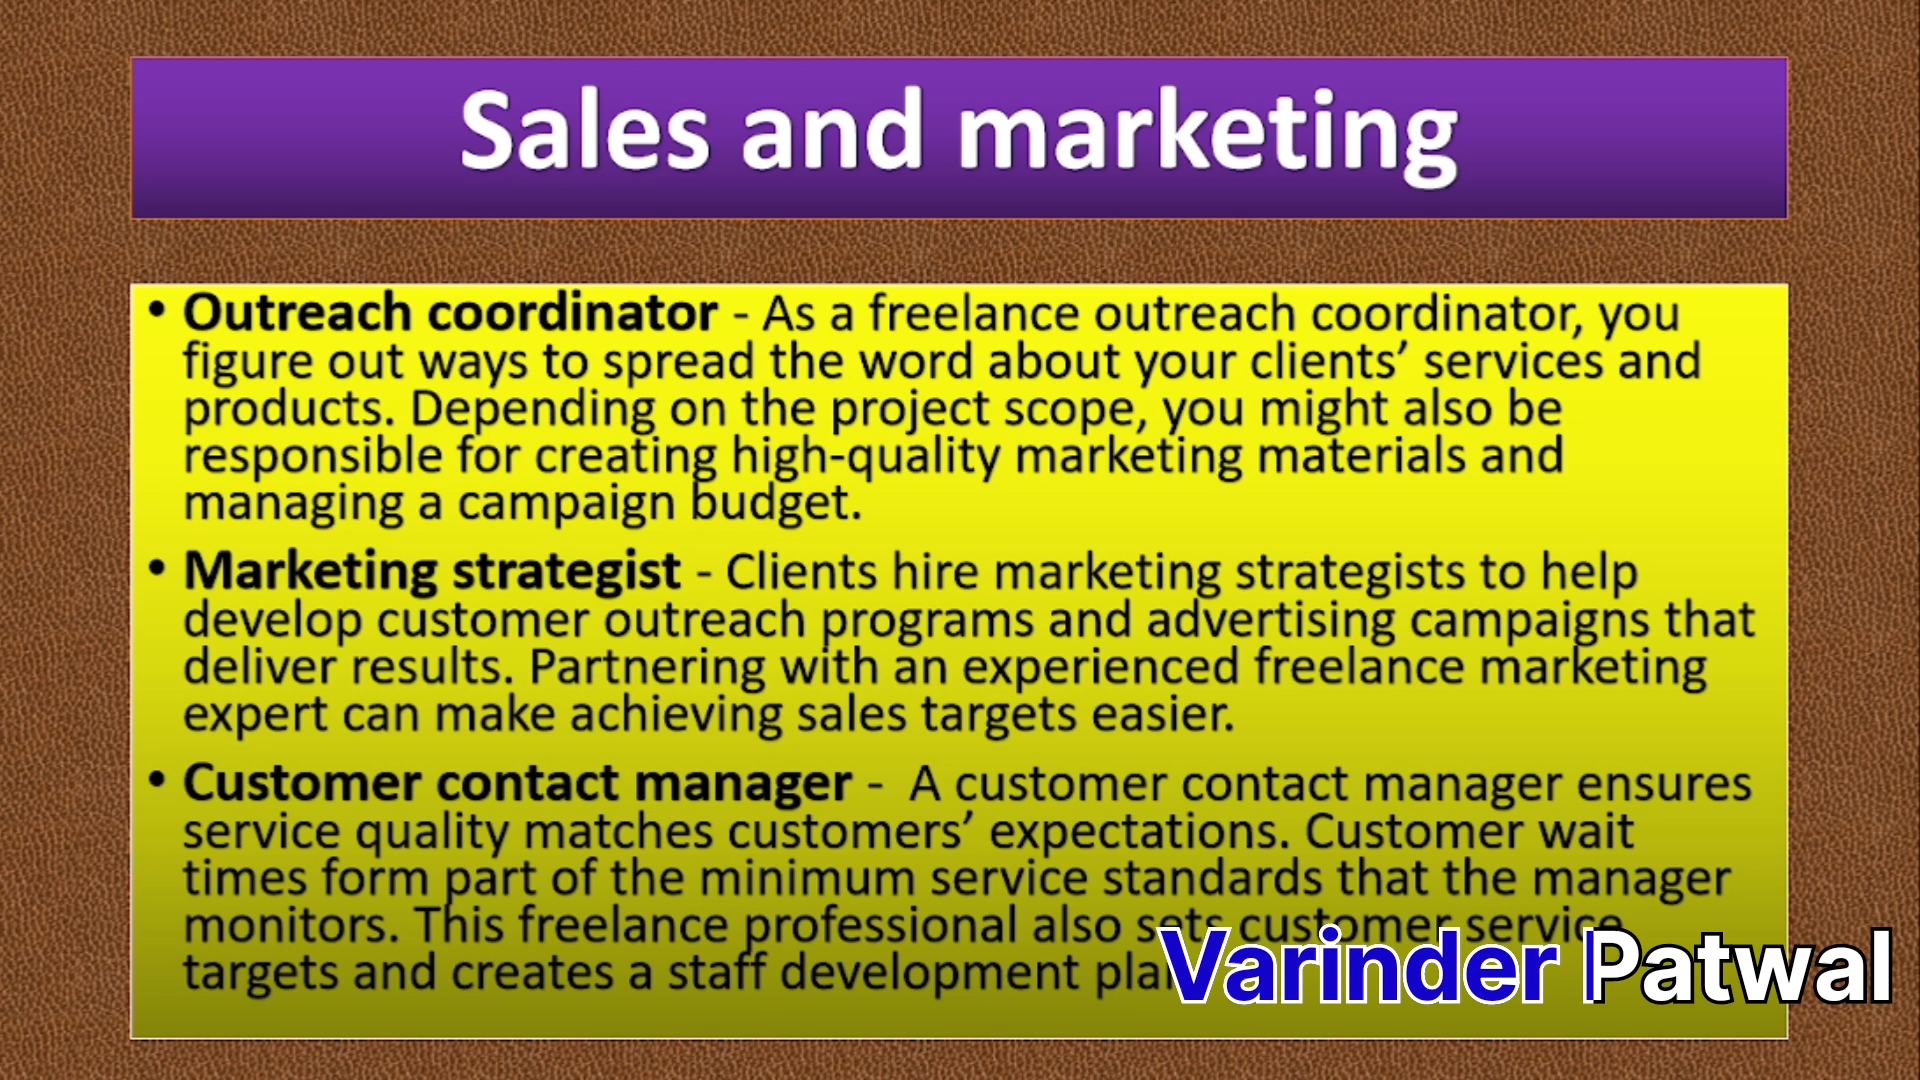 Sales and marketing
• Outreach coordinator - As a freelance outreach coordinator, you
figure out ways to spread the word about your clients’ services and
products. Depending on the project scope, you might also be
responsible for creating high-quality marketing materials and
managing a campaign budget.
• Marketing strategist - Clients hire marketing strategists to help
develop customer outreach programs and advertising campaigns that
deliver results. Partnering with an experienced freelance marketing
expert can make achieving sales targets easier.
• Customer contact manager - A customer contact manager ensures
service quality matches customers’ expectations. Customer wait
times form part of the minimum service standards that the manager
monitors. This freelance professional also sets customer service
targets and creates a staff development
Varinder Patwal